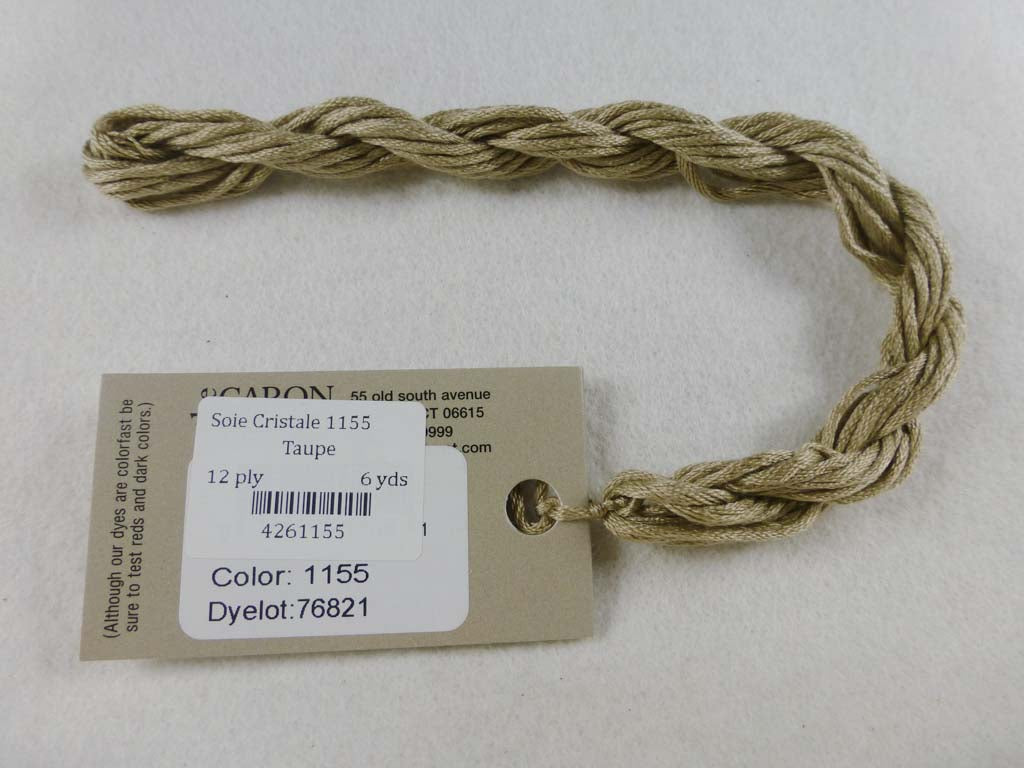 CARON
55 old south avenue
CT 06615
9999
.com
Soie Cristale 1155
Taupe
12 ply 6 yds
4261155
1
Color: 1155
Dyelot:76821
(Although our dyes are colorfast be
sure to test reds and dark colors.)